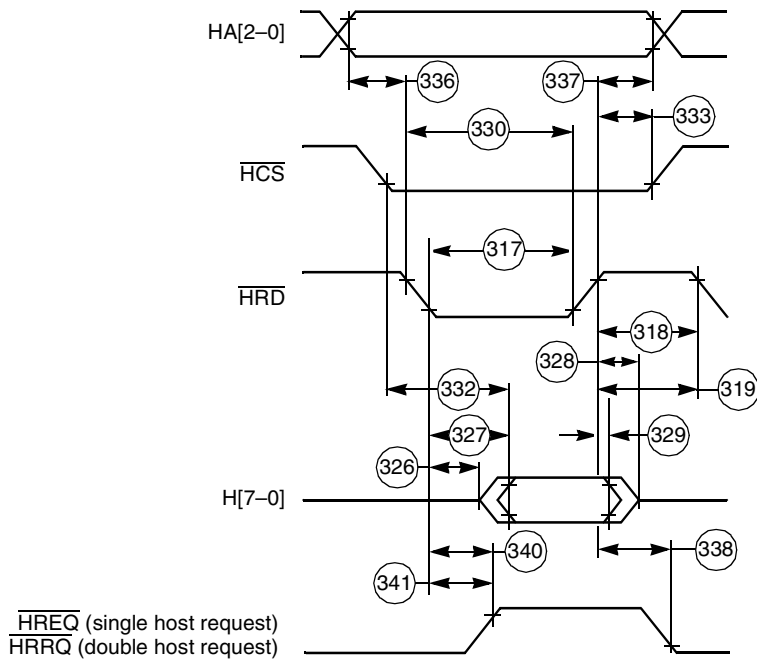 HA[2–0]
336
337
330
333
HCS
317
HRD
318
328
332
319
327
329
326
H[7–0]
340
338
341
HREQ (single host request)
HRRQ (double host request)